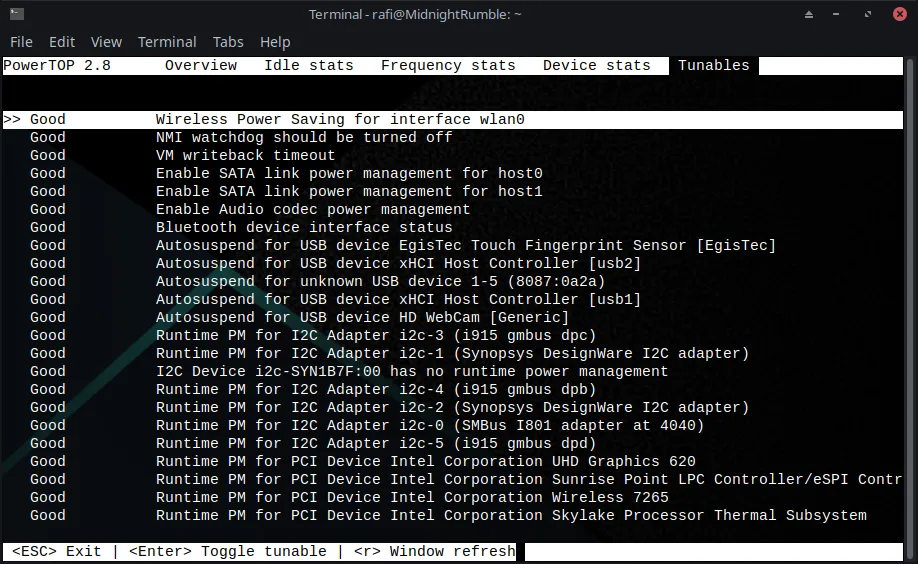 Terminal - rafi@MidnightRumble: ~
File Edit View Terminal Tabs Help
PowerTOP 2.8 Overview Idle stats Frequency stats Device stats Tunables
>> Good Wireless Power Saving for interface wlan0
Good NMI watchdog should be turned off
Good VM writeback timeout
Good Enable SATA link power management for host0
Good Enable SATA link power management for host1
Good Enable Audio codec power management
Good Bluetooth device interface status
Good Autosuspend for USB device EgisTec Touch Fingerprint Sensor [EgisTec]
Good Autosuspend for USB device xHCI Host Controller [usb2]
Good Autosuspend for unknown USB device 1-5 (8087:0a2a)
Good Autosuspend for USB device xHCI Host Controller [usb1]
Good Autosuspend for USB device HD WebCam [Generic]
Good Runtime PM for I2C Adapter i2c-3 (i915 gmbus dpc)
Good Runtime PM for I2C Adapter i2c-1 (Synopsys DesignWare I2C adapter)
Good I2C Device i2c-SYN1B7F:00 has no runtime power management
Good Runtime PM for I2C Adapter i2c-4 (i915 gmbus dpb)
Good Runtime PM for I2C Adapter i2c-2 (Synopsys DesignWare I2C adapter)
Good Runtime PM for I2C Adapter i2c-0 (SMBus I801 adapter at 4040)
Good Runtime PM for I2C Adapter i2c-5 (i915 gmbus dpd)
Good Runtime PM for PCI Device Intel Corporation UHD Graphics 620
Good Runtime PM for PCI Device Intel Corporation Sunrise Point LPC Controller/eSPI Contr
Good Runtime PM for PCI Device Intel Corporation Wireless 7265
Good Runtime PM for PCI Device Intel Corporation Skylake Processor Thermal Subsystem
<ESC> Exit | <Enter> Toggle tunable | <r> Window refresh